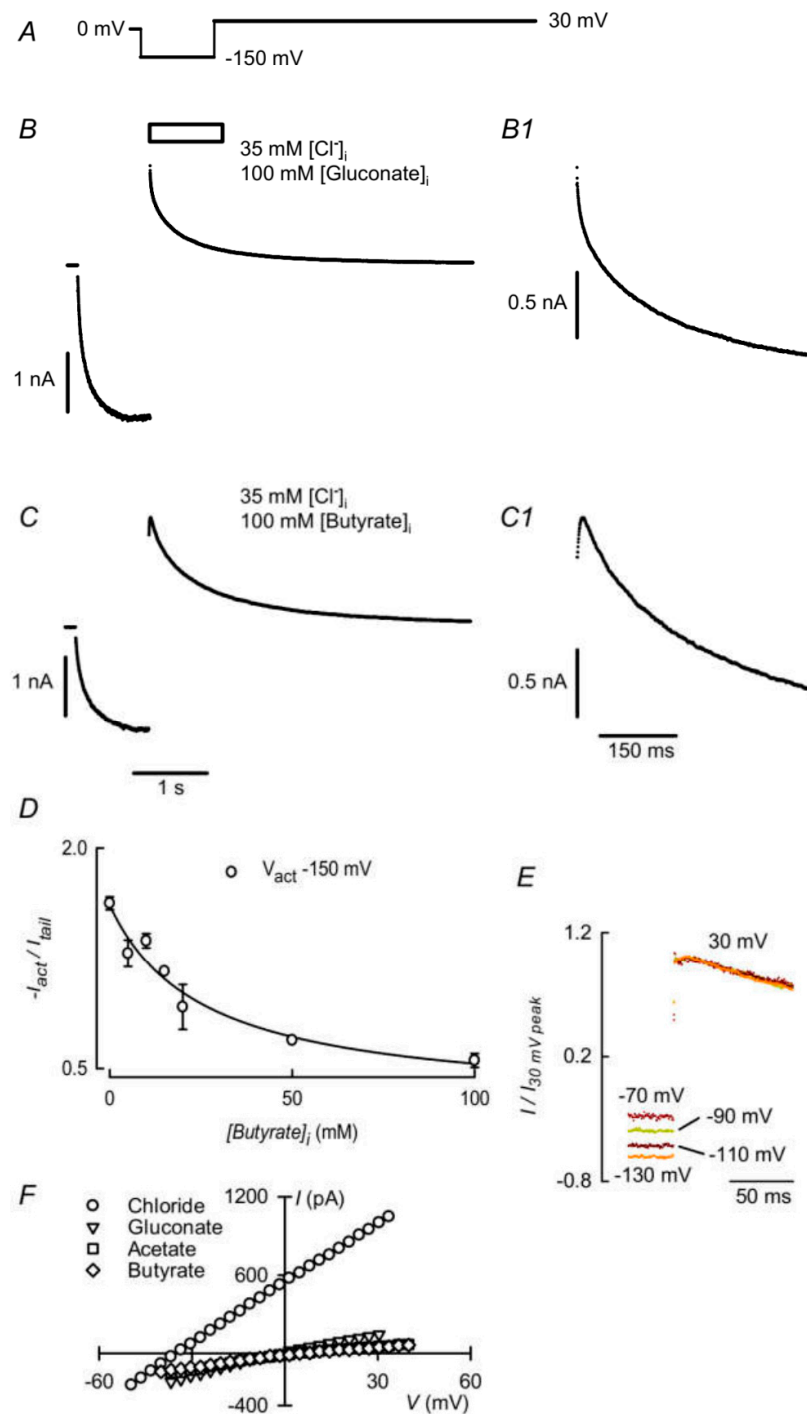 A
0 mV
30 mV
-150 mV
B
35 mM [Cl-]i
100 mM [Gluconate]i
1 nA
B1
0.5 nA
C
35 mM [Cl-]i
100 mM [Butyrate]i
1 nA
1 s
C1
0.5 nA
150 ms
D
2.0
Vact -150 mV
-Iact / Itail
0.5
0
50
100
[Butyrate]i (mM)
E
1.2
30 mV
I / I30 mV peak
0.2
-70 mV
-90 mV
-110 mV
-130 mV
-0.8
50 ms
F
Chloride
Gluconate
Acetate
Butyrate
1200
I (pA)
600
-60
30
60
-400
V (mV)